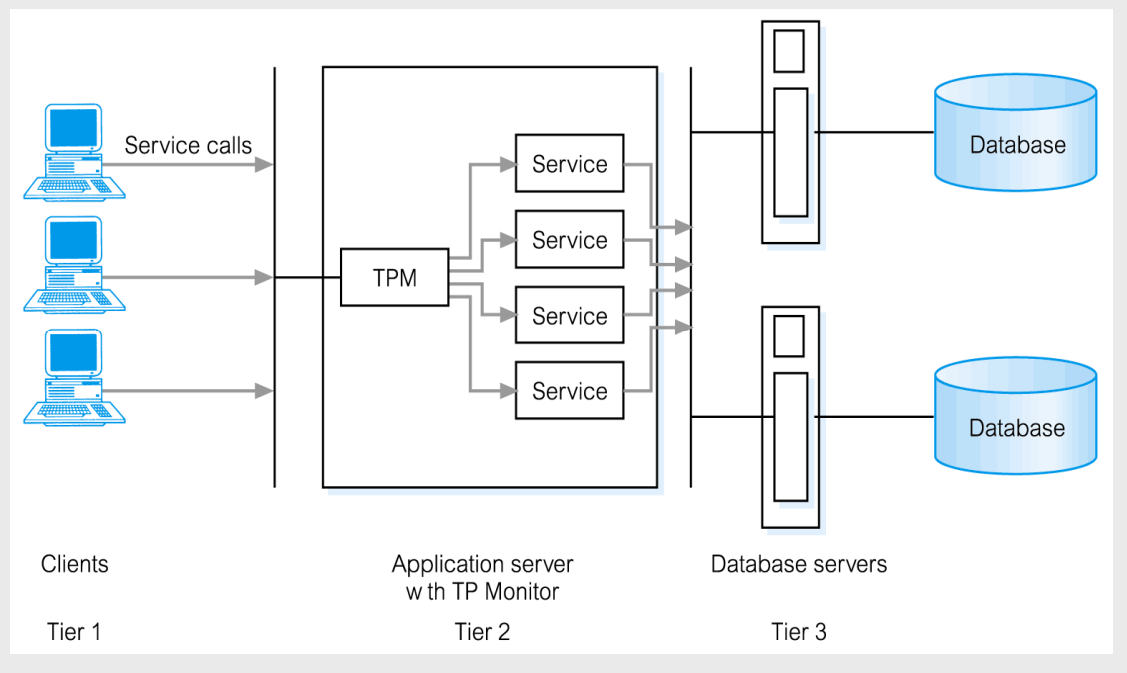 Service calls
TPM
Service
Service
Service
Service
Database
Database
Clients
Application server
w th TP Monitor
Database servers
Tier 1
Tier 2
Tier 3